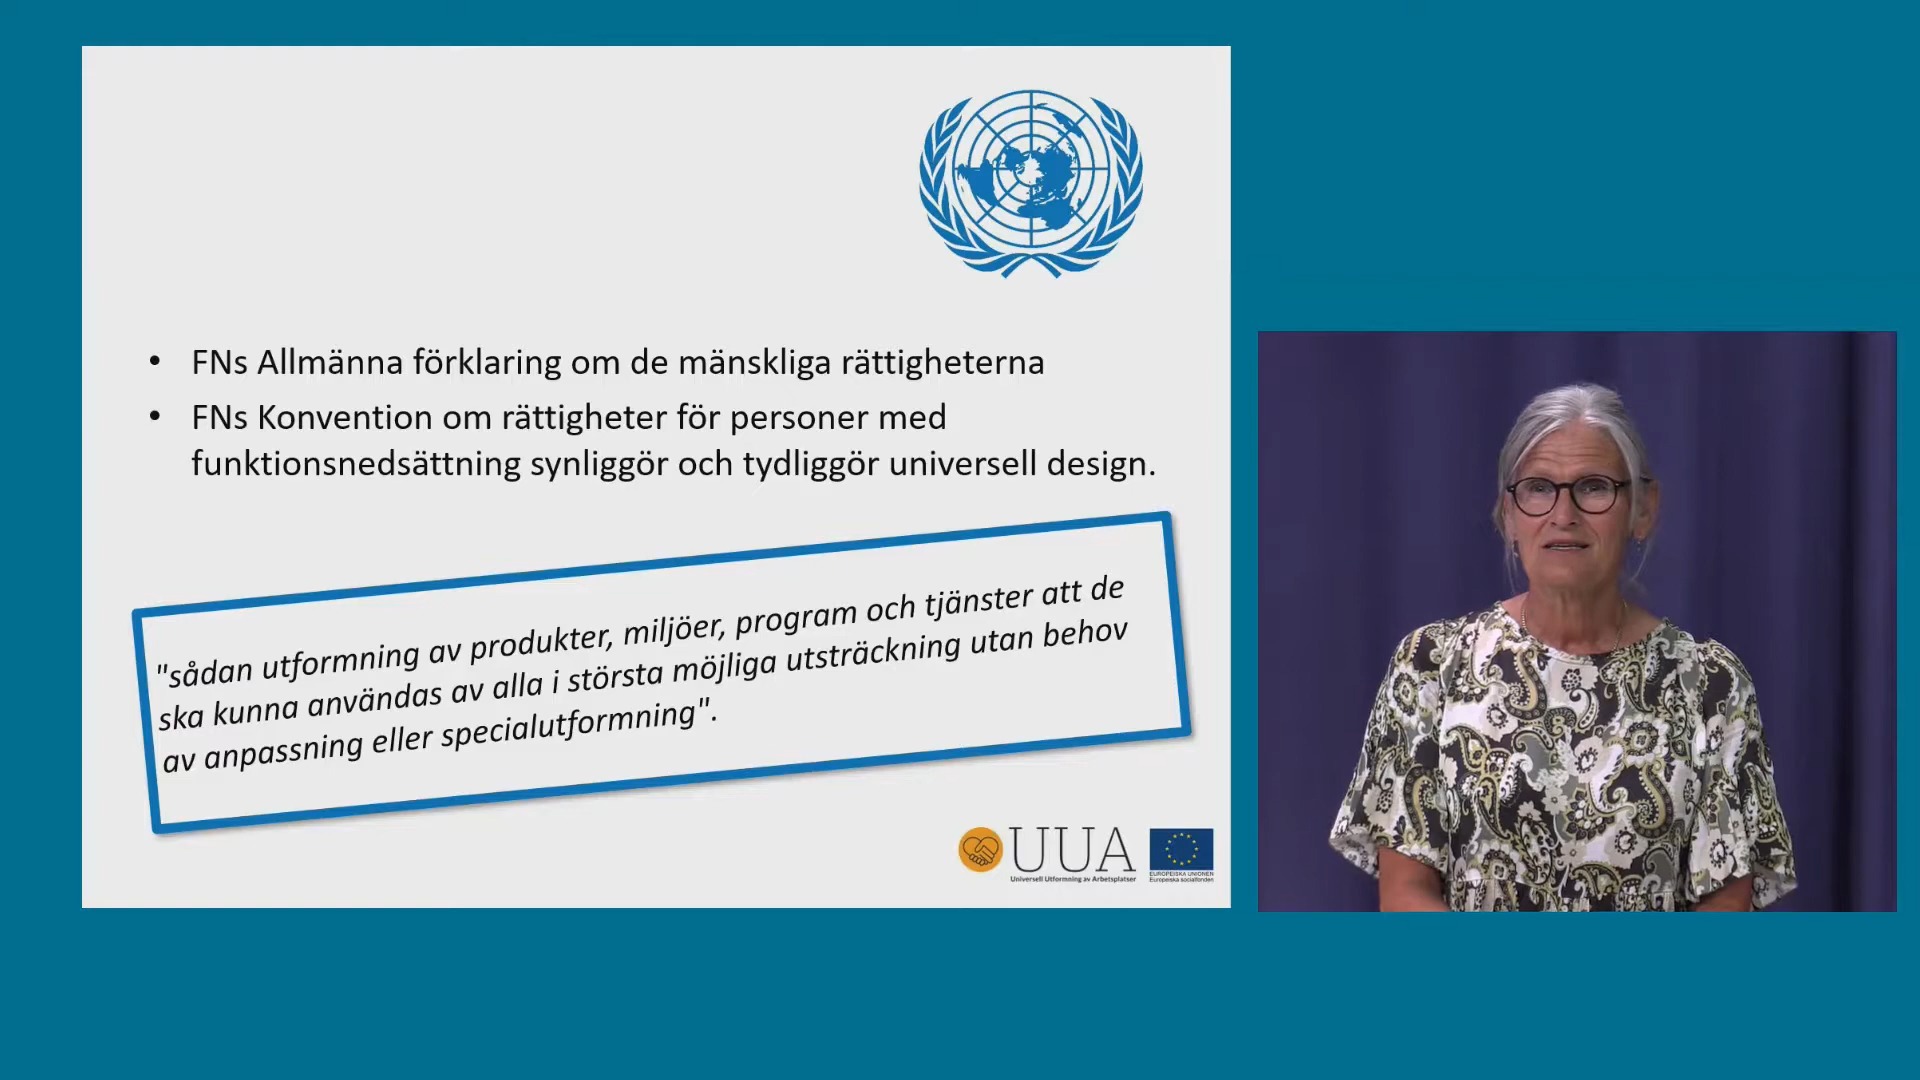 • FNs Allmänna förklaring om de mänskliga rättigheterna
• FNs Konvention om rättigheter för personer med
funktionsnedsättning synliggör och tydliggör universell design.
"sådan utformning av produkter, miljöer, program och tjänster att de
ska kunna användas av alla i största möjliga utsträckning utan behov
av anpassning eller specialutformning".
UUA
Universell Utformning av Arbetsplatser
EUROPEISKA UNIONEN
Europeiska socialfonden